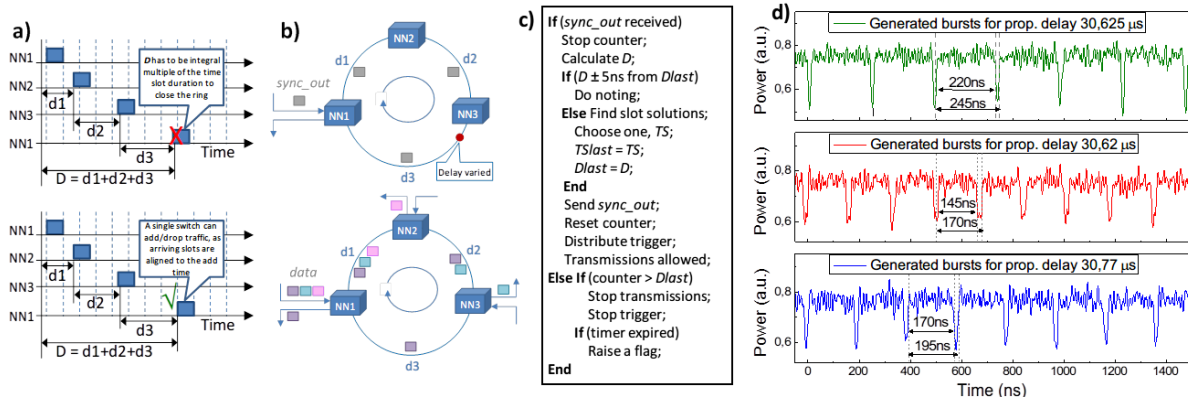 a)
NN1
NN2
NN3
NN1
D has to be integral
multiple of the time
slot duration to
close the ring
d1
d2
X
d3
Time
D = d1+d2+d3
NN1
NN2
NN3
NN1
A single switch can
add/drop traffic, as
arriving slots are
aligned to the add
time
d1
d2
d3
Time
D = d1+d2+d3
b)
NN2
d1
d2
sync_out
NN1
NN3
d3
Delay varied
NN2
d1
d2
data
NN1
NN3
d3
c)
If (sync_out received)
Stop counter;
Calculate D;
If (D ± 5ns from Dlast)
Do noting;
Else Find slot solutions;
Choose one, TS;
TSlast = TS;
Dlast = D;
End
Send sync_out;
Reset counter;
Distribute trigger;
Transmissions allowed;
Else If (counter > Dlast)
Stop transmissions;
Stop trigger;
If (timer expired)
Raise a flag;
End
d)
Generated bursts for prop. delay 30,625 µs
Power (a.u.)
0,8
0,6
220ns
245ns
Generated bursts for prop. delay 30,62 µs
Power (a.u.)
0,8
0,6
145ns
170ns
Generated bursts for prop. delay 30,77 µs
Power (a.u.)
0,8
0,6
170ns
195ns
0 200 400 600 800 1000 1200 1400
Time (ns)